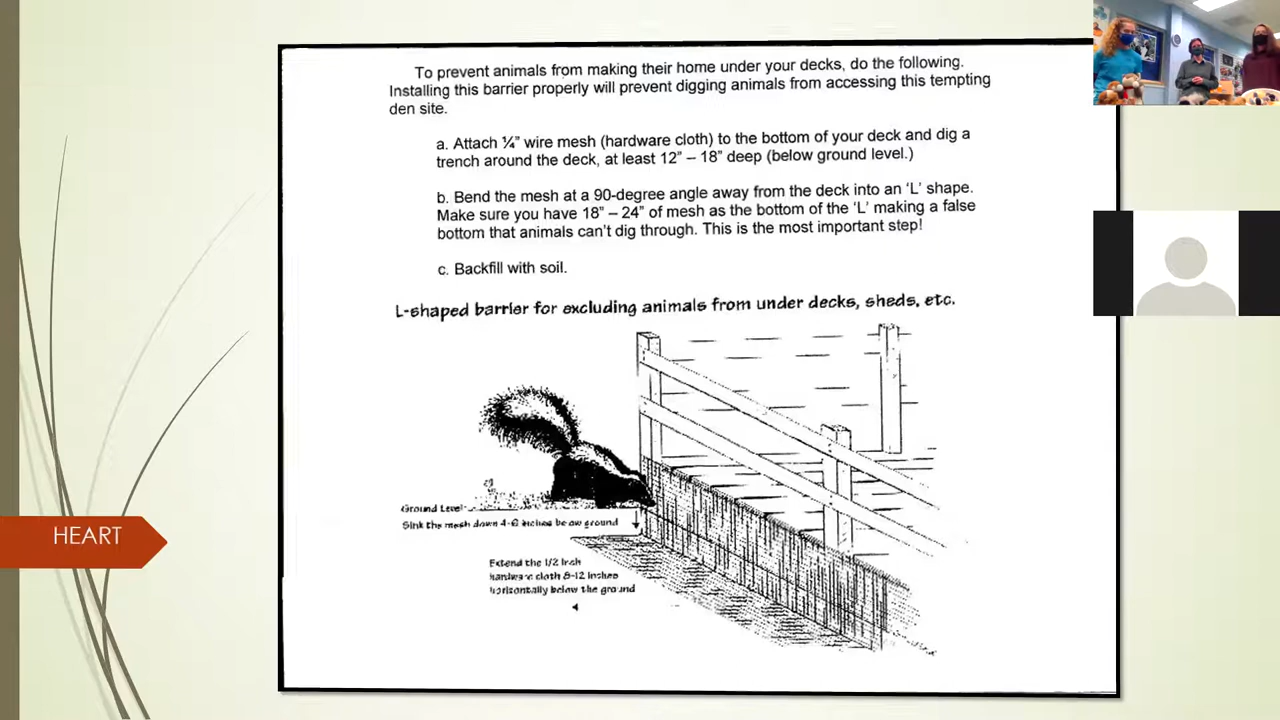 To prevent animals from making their home under your decks, do the following.
Installing this barrier properly will prevent digging animals from accessing this tempting
den site.
a. Attach ¼” wire mesh (hardware cloth) to the bottom of your deck and dig a
trench around the deck, at least 12” – 18” deep (below ground level.)
b. Bend the mesh at a 90-degree angle away from the deck into an ‘L’ shape.
Make sure you have 18” – 24” of mesh as the bottom of the ‘L’ making a false
bottom that animals can’t dig through. This is the most important step!
c. Backfill with soil.
L-shaped barrier for excluding animals from under decks, sheds, etc.
Ground Level
Sink the mesh down 4-6 inches below ground
Extend the 1/2 inch
hardware cloth 8-12 inches
horizontally below the ground
HEART